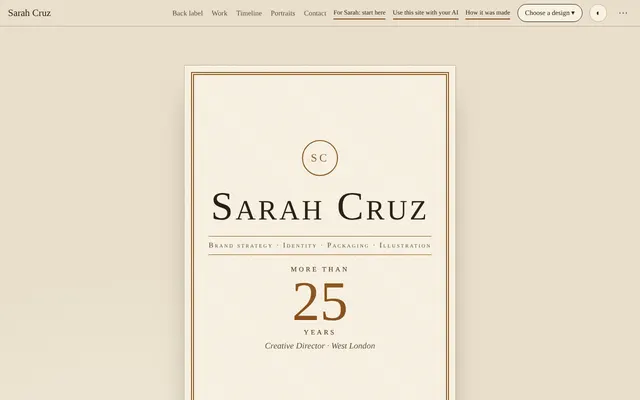 Sarah Cruz
Back label Work Timeline Portraits Contact For Sarah: start here Use this site with your AI How it was made Choose a design ▾ ···
SC
Sarah Cruz
Brand strategy · Identity · Packaging · Illustration
MORE THAN
25
YEARS
Creative Director · West London